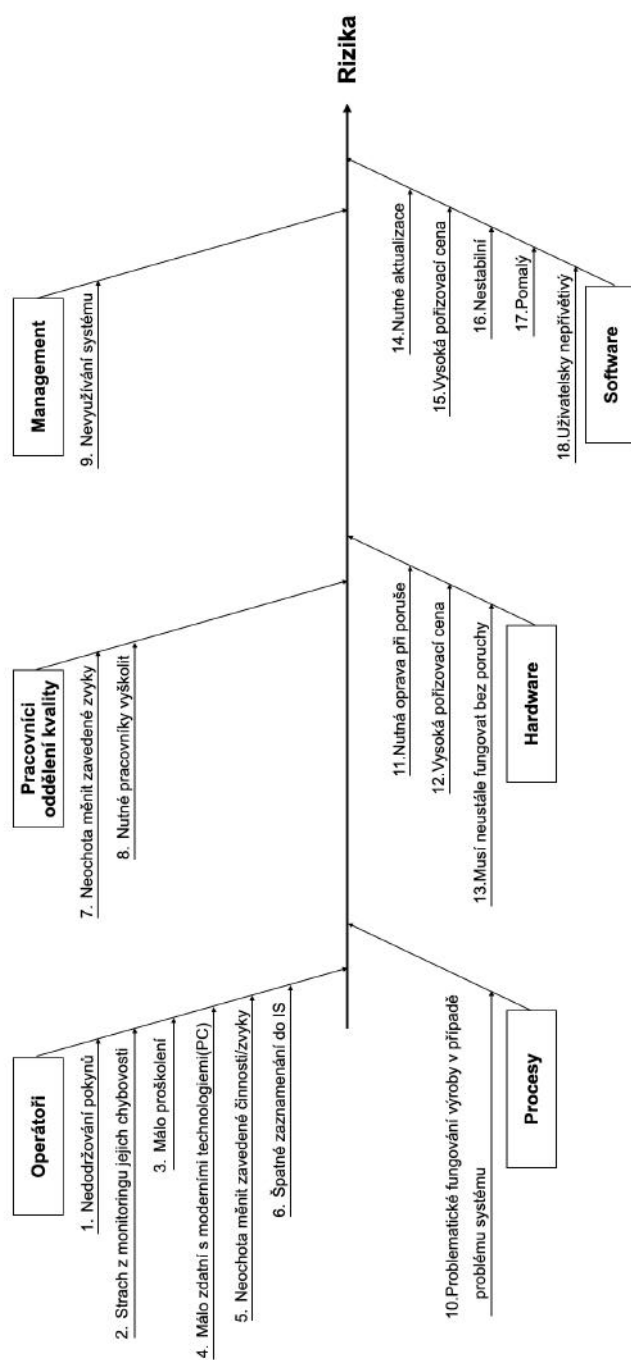 Operátoři
1. Nedodržování pokynů
2. Strach z monitoringu jejich chybovosti
3. Málo proškolení
4. Málo zdatní s moderními technologiemi(PC)
5. Neochota měnit zavedené činnosti/zvyky
6. Špatné zaznamenání do IS
Pracovníci
oddělení kvality
7. Neochota měnit zavedené zvyky
8. Nutné pracovníky vyškolit
Management
9. Nevyužívání systému
Rizika
10.Problematické fungování výroby v případě
problému systému
Procesy
11.Nutná oprava při poruše
12.Vysoká pořizovací cena
13.Musí neustále fungovat bez poruchy
Hardware
14.Nutné aktualizace
15.Vysoká pořizovací cena
16.Nestabilní
17.Pomalý
18.Uživatelsky nepřívětivý
Software